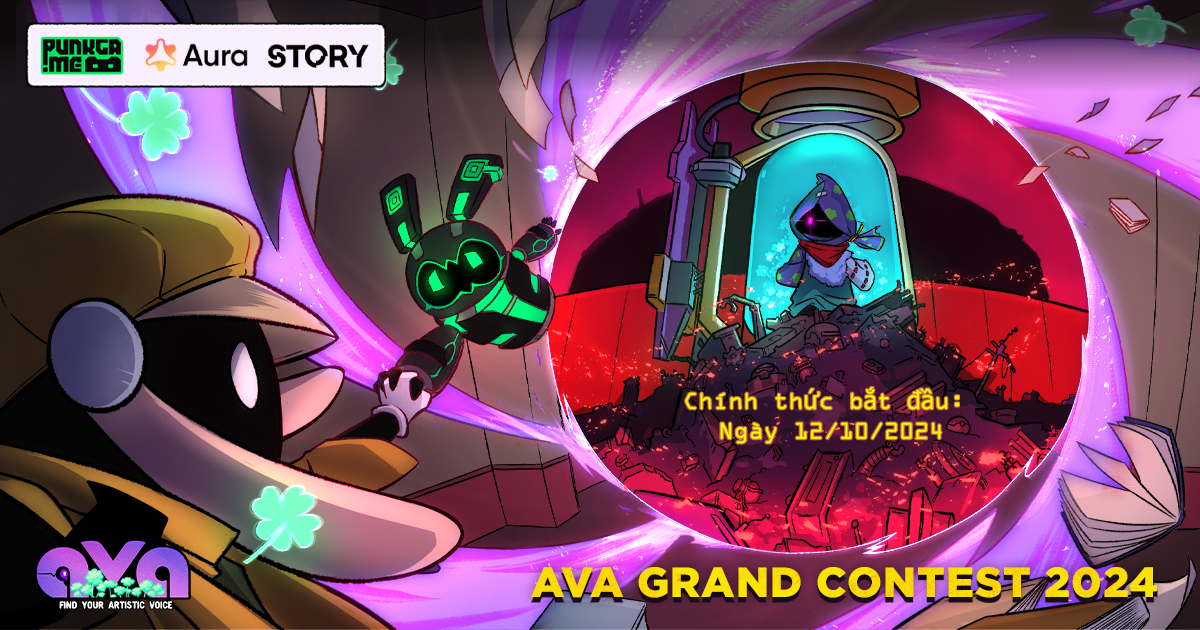 PUNKGA
.ME
Aura
STORY
Chính thức bắt đầu:
Ngày 12/10/2024
AVA
FIND YOUR ARTISTIC VOICE
AVA GRAND CONTEST 2024